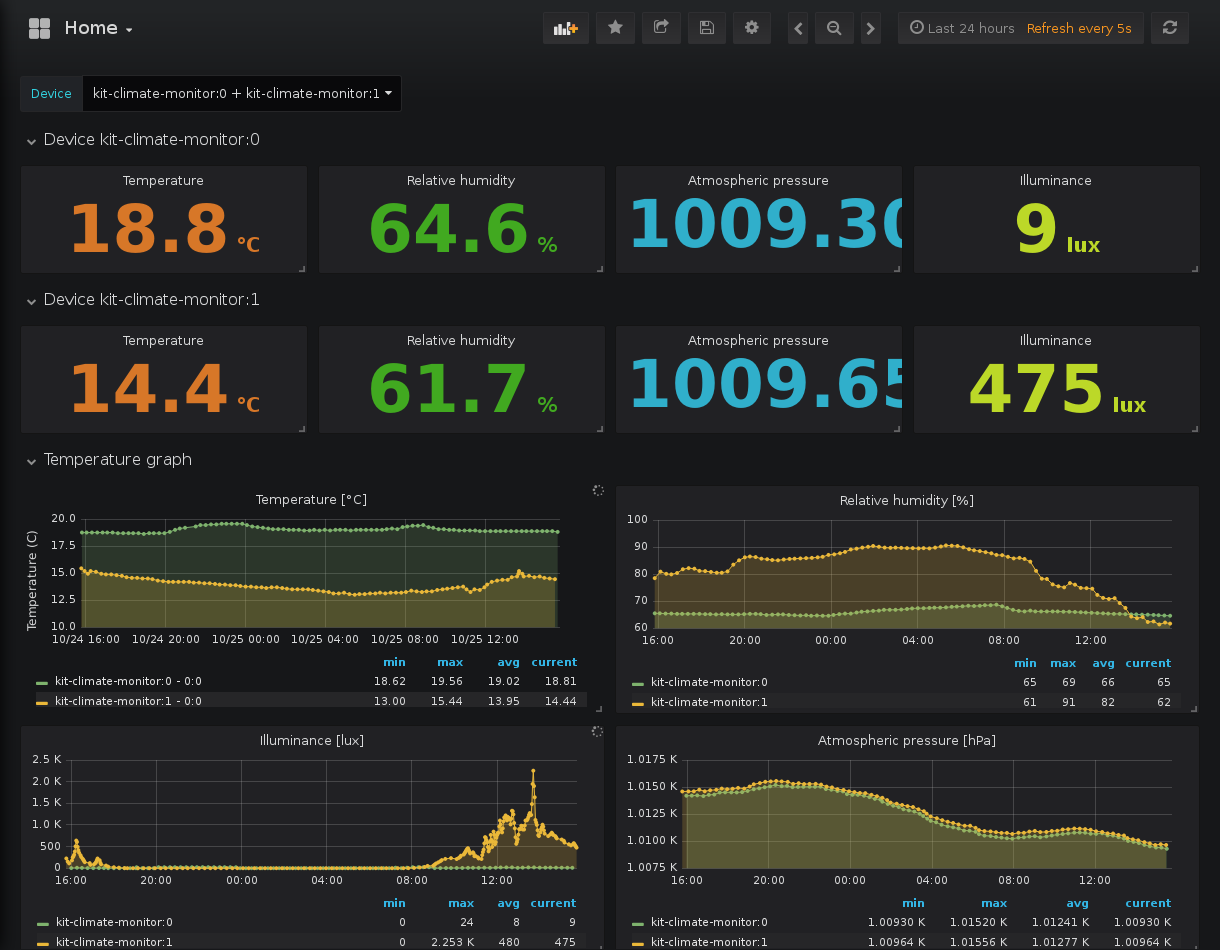 Home
Last 24 hours Refresh every 5s
Device kit-climate-monitor:0 + kit-climate-monitor:1
Device kit-climate-monitor:0
Temperature Relative humidity Atmospheric pressure Illuminance
18.8 °C 64.6 % 1009.30 9 lux
Device kit-climate-monitor:1
Temperature Relative humidity Atmospheric pressure Illuminance
14.4 °C 61.7 % 1009.65 475 lux
Temperature graph
Temperature [°C]
Temperature (C)
20.0
17.5
15.0
12.5
10.0
10/24 16:00 10/24 20:00 10/25 00:00 10/25 04:00 10/25 08:00 10/25 12:00
min max avg current
kit-climate-monitor:0 - 0:0 18.62 19.56 19.02 18.81
kit-climate-monitor:1 - 0:0 13.00 15.44 13.95 14.44
Relative humidity [%]
100
90
80
70
60
16:00 20:00 00:00 04:00 08:00 12:00
min max avg current
kit-climate-monitor:0 65 69 66 65
kit-climate-monitor:1 61 91 82 62
Illuminance [lux]
2.5 K
2.0 K
1.5 K
1.0 K
500
0
16:00 20:00 00:00 04:00 08:00 12:00
min max avg current
kit-climate-monitor:0 0 24 8 9
kit-climate-monitor:1 0 2.253 K 480 475
Atmospheric pressure [hPa]
1.0175 K
1.0150 K
1.0125 K
1.0100 K
1.0075 K
16:00 20:00 00:00 04:00 08:00 12:00
min max avg current
kit-climate-monitor:0 1.00930 K 1.01520 K 1.01241 K 1.00930 K
kit-climate-monitor:1 1.00964 K 1.01556 K 1.01277 K 1.00964 K